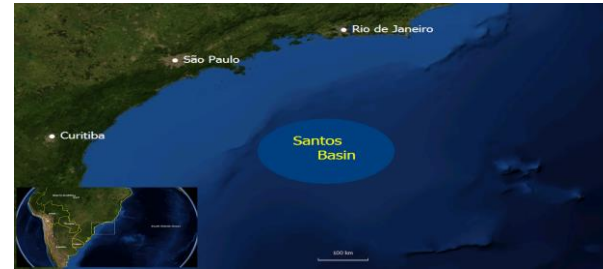 Rio de Janeiro
São Paulo
Curitiba
Santos
Basin
600 km